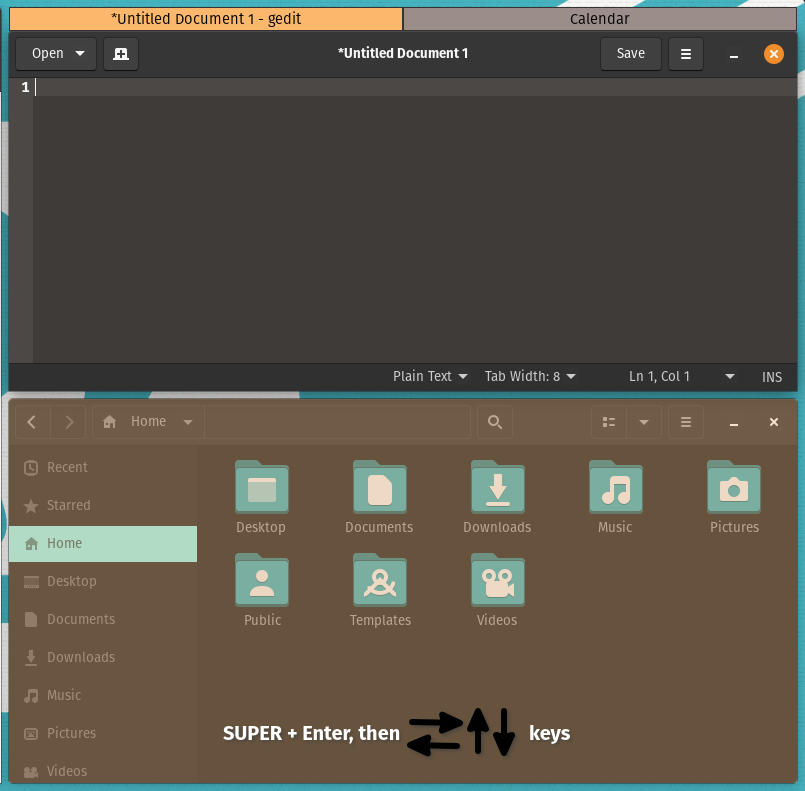 *Untitled Document 1 - gedit
Calendar
Open
*Untitled Document 1
Save
1
Plain Text
Tab Width: 8
Ln 1, Col 1
INS
Home
Recent
Starred
Home
Desktop
Documents
Downloads
Music
Pictures
Videos
Desktop
Documents
Downloads
Music
Pictures
Public
Templates
Videos
SUPER + Enter, then
keys